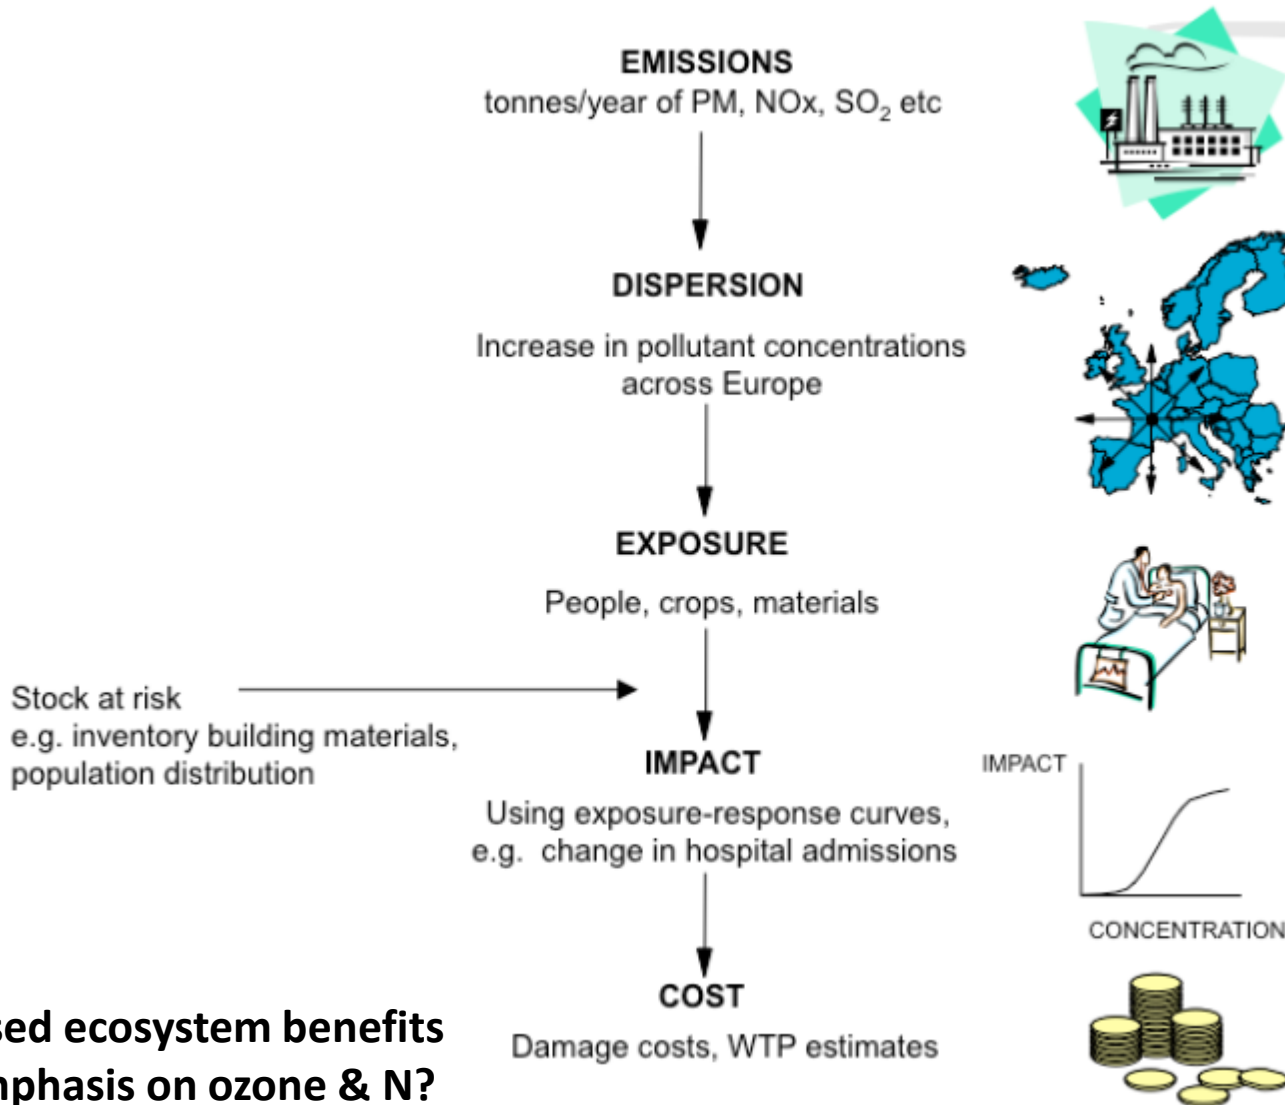 EMISSIONS
tonnes/year of PM, NOx, SO₂ etc
DISPERSION
Increase in pollutant concentrations
across Europe
EXPOSURE
People, crops, materials
Stock at risk
e.g. inventory building materials,
population distribution
IMPACT
Using exposure-response curves,
e.g. change in hospital admissions
IMPACT
CONCENTRATION
COST
Damage costs, WTP estimates
ecosystem benefits
on ozone & N?